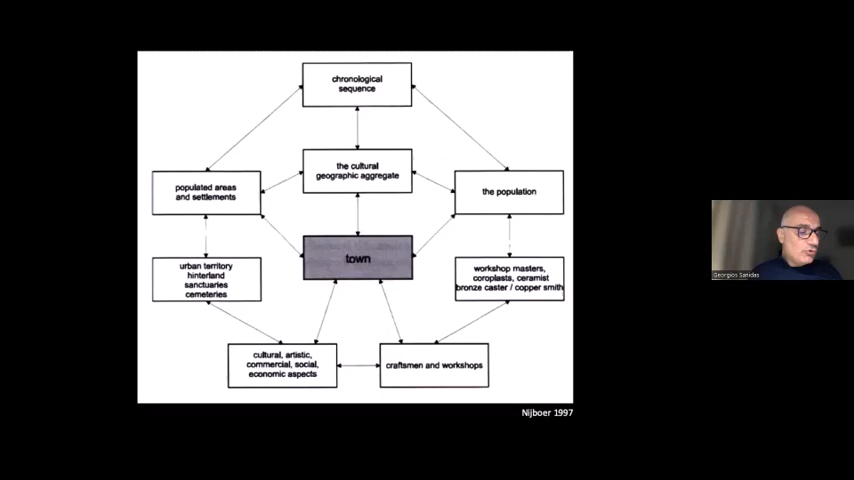 chronological
sequence
the cultural
geographic aggregate
populated areas
and settlements
the population
town
urban territory
hinterland
sanctuaries
cemeteries
workshop masters,
coroplasts, ceramist
bronze caster / copper smith
cultural, artistic,
commercial, social,
economic aspects
craftsmen and workshops
Nijboer 1997
Georgios Sanidas